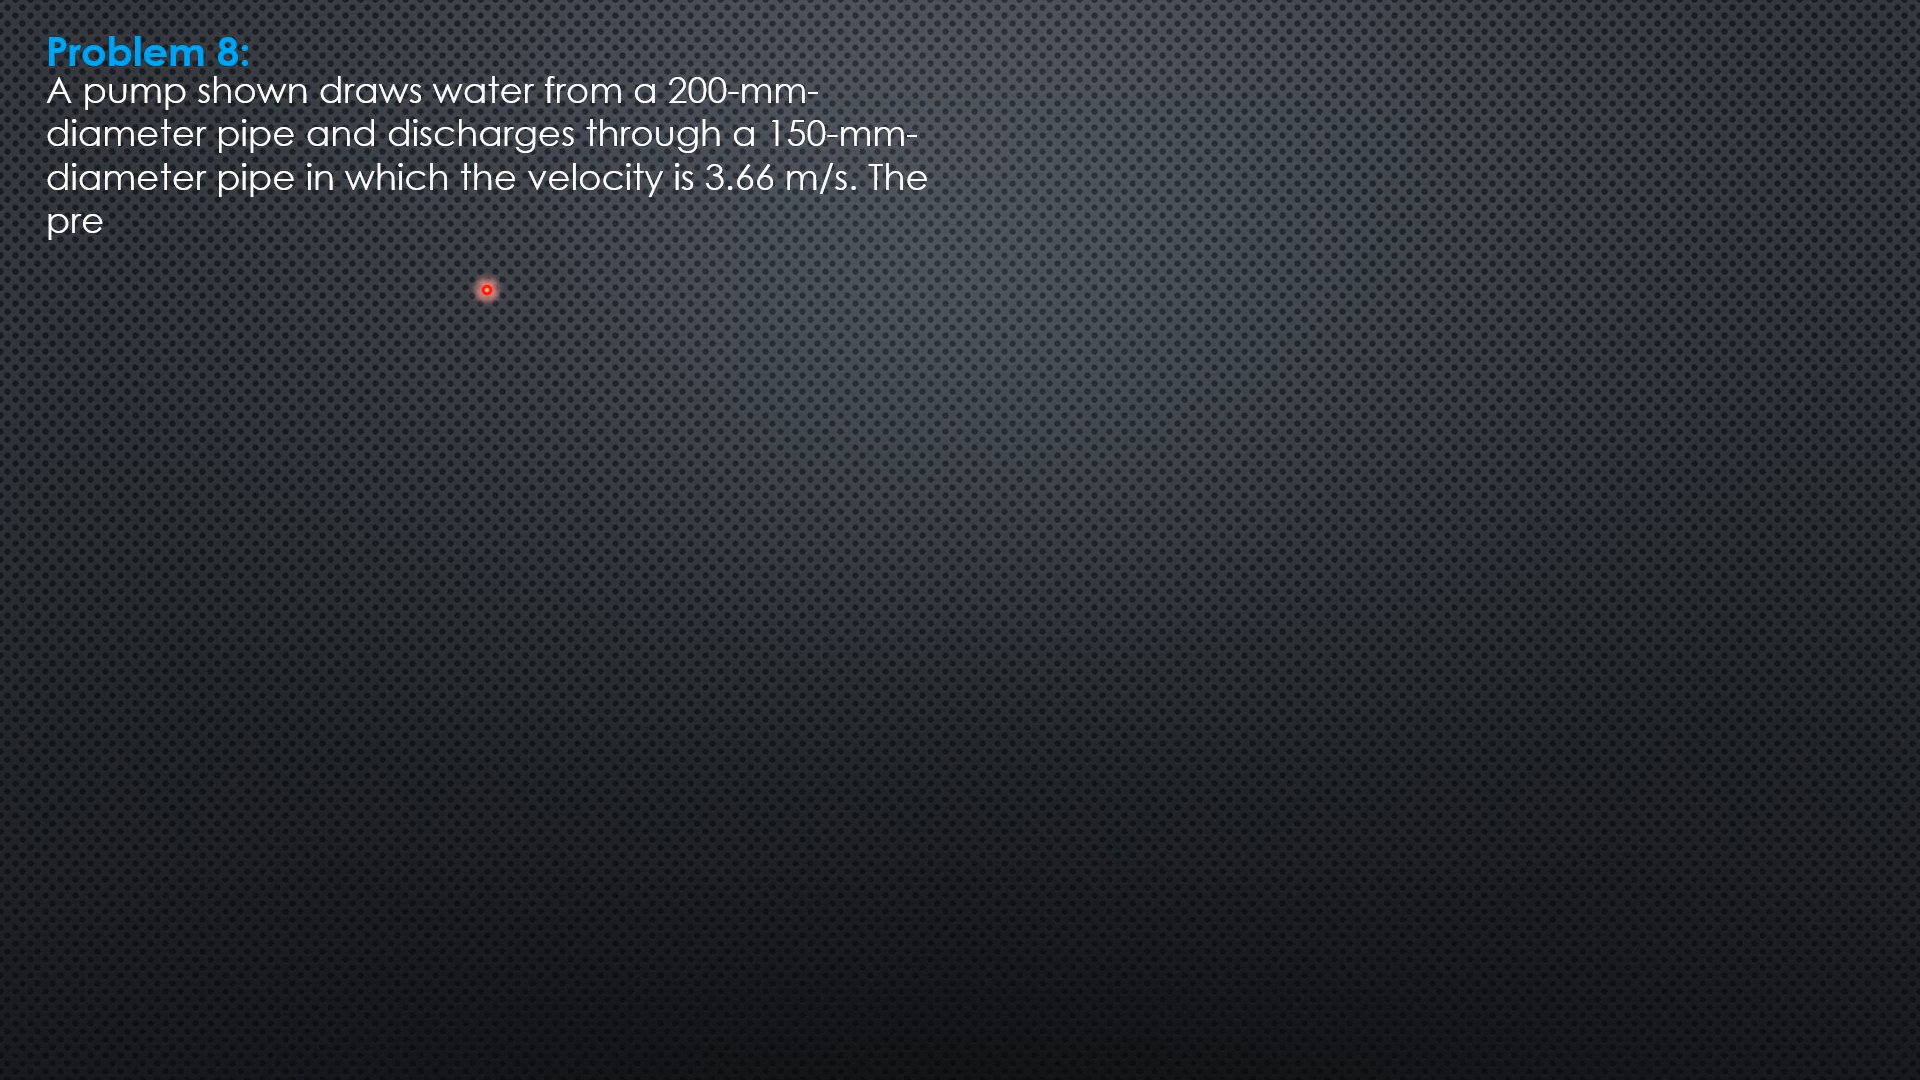 Problem 8:
A pump shown draws water from a 200-mm-
diameter pipe and discharges through a 150-mm-
diameter pipe in which the velocity is 3.66 m/s. The
pre